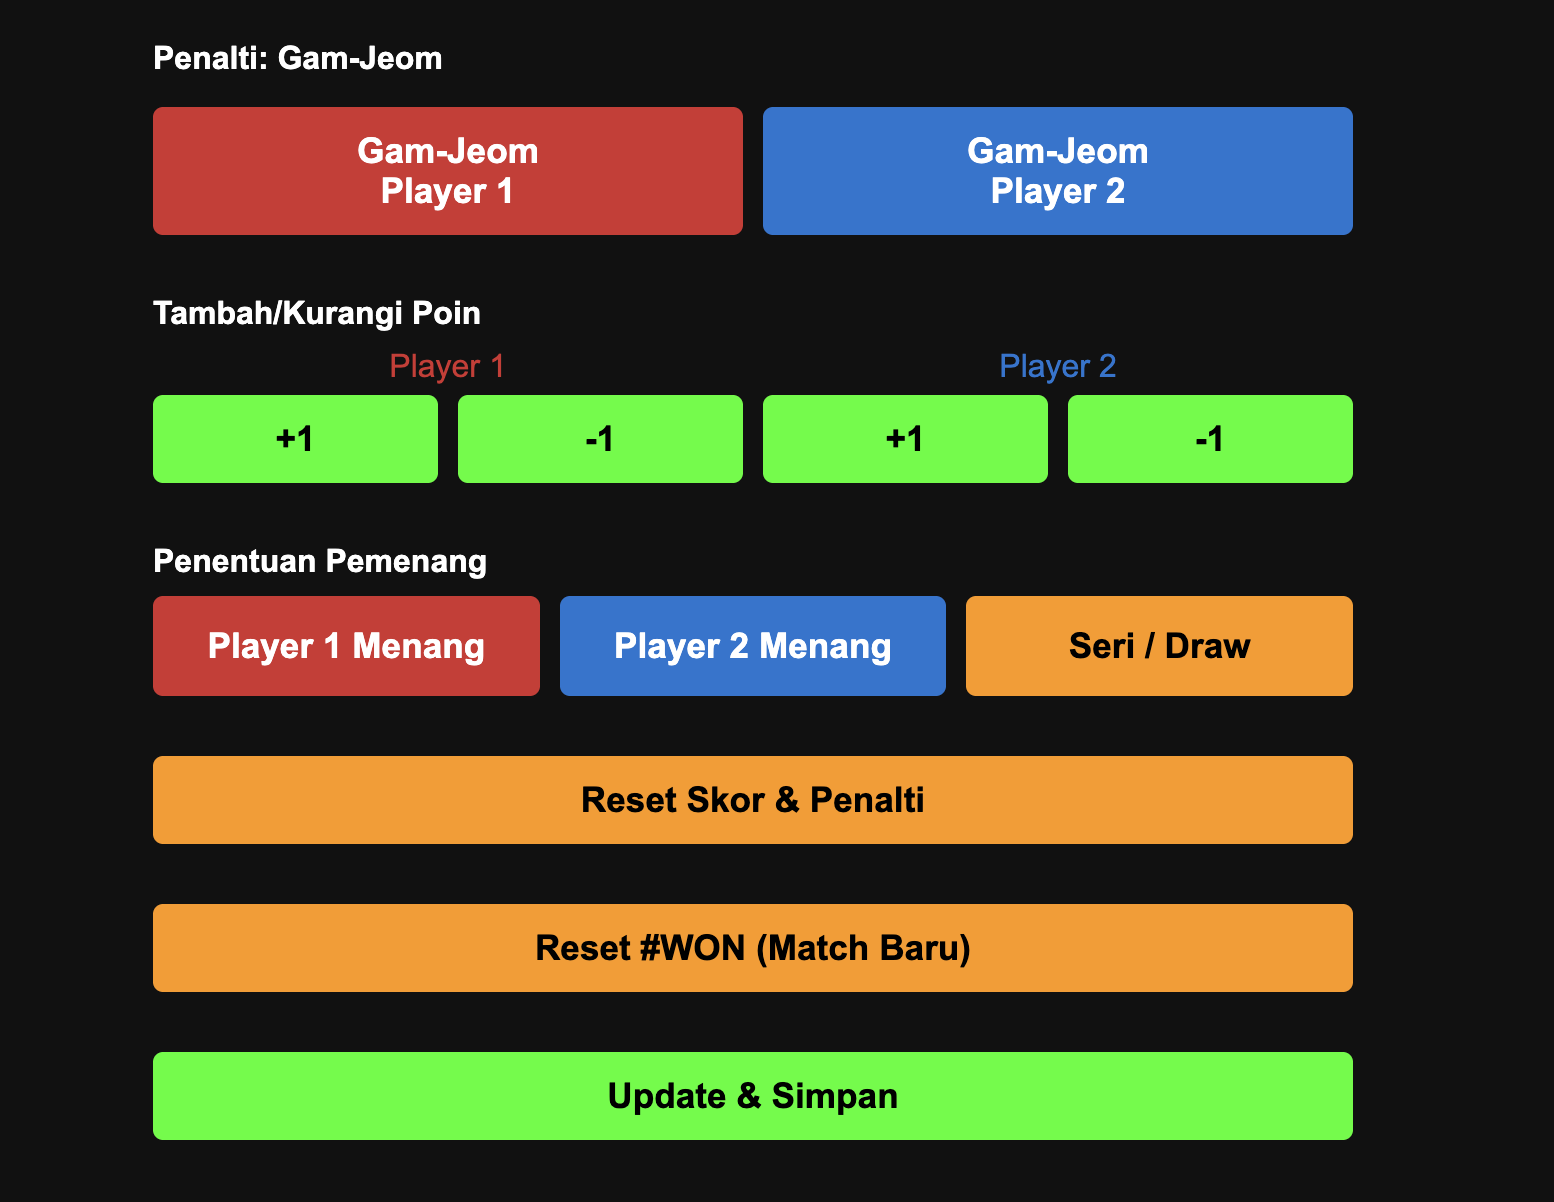 Penalti: Gam-Jeom
Gam-Jeom
Player 1
Gam-Jeom
Player 2
Tambah/Kurangi Poin
Player 1
Player 2
+1
-1
+1
-1
Penentuan Pemenang
Player 1 Menang
Player 2 Menang
Seri / Draw
Reset Skor & Penalti
Reset #WON (Match Baru)
Update & Simpan